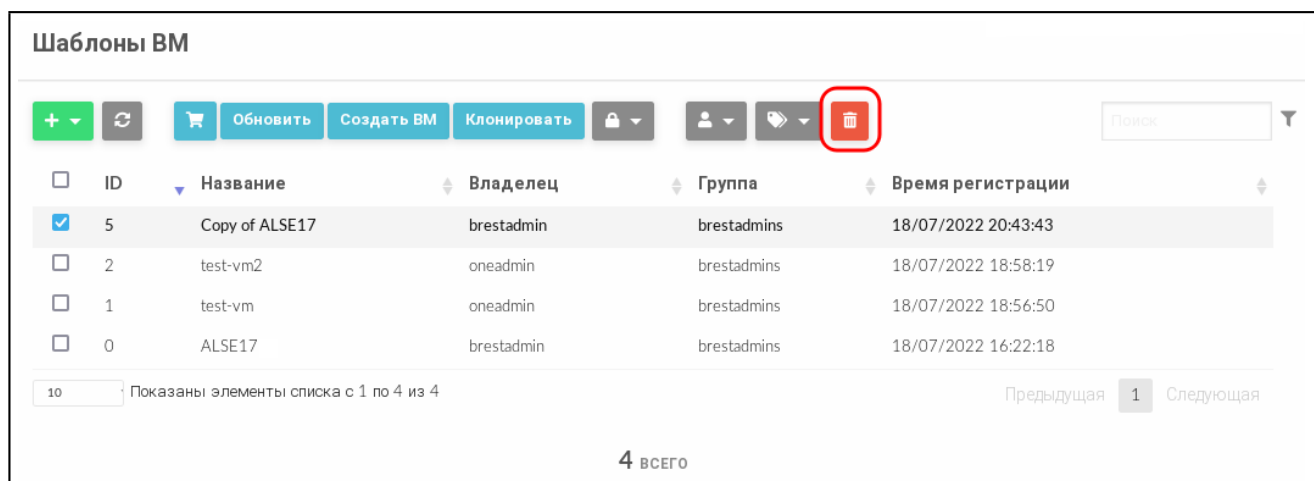 Шаблоны ВМ
Обновить Создать ВМ Клонировать Поиск
ID Название Владелец Группа Время регистрации
5 Copy of ALSE17 brestadmin brestadmins 18/07/2022 20:43:43
2 test-vm2 oneadmin brestadmins 18/07/2022 18:58:19
1 test-vm oneadmin brestadmins 18/07/2022 18:56:50
0 ALSE17 brestadmin brestadmins 18/07/2022 16:22:18
10 Показаны элементы списка с 1 по 4 из 4 Предыдущая 1 Следующая
4 ВСЕГО